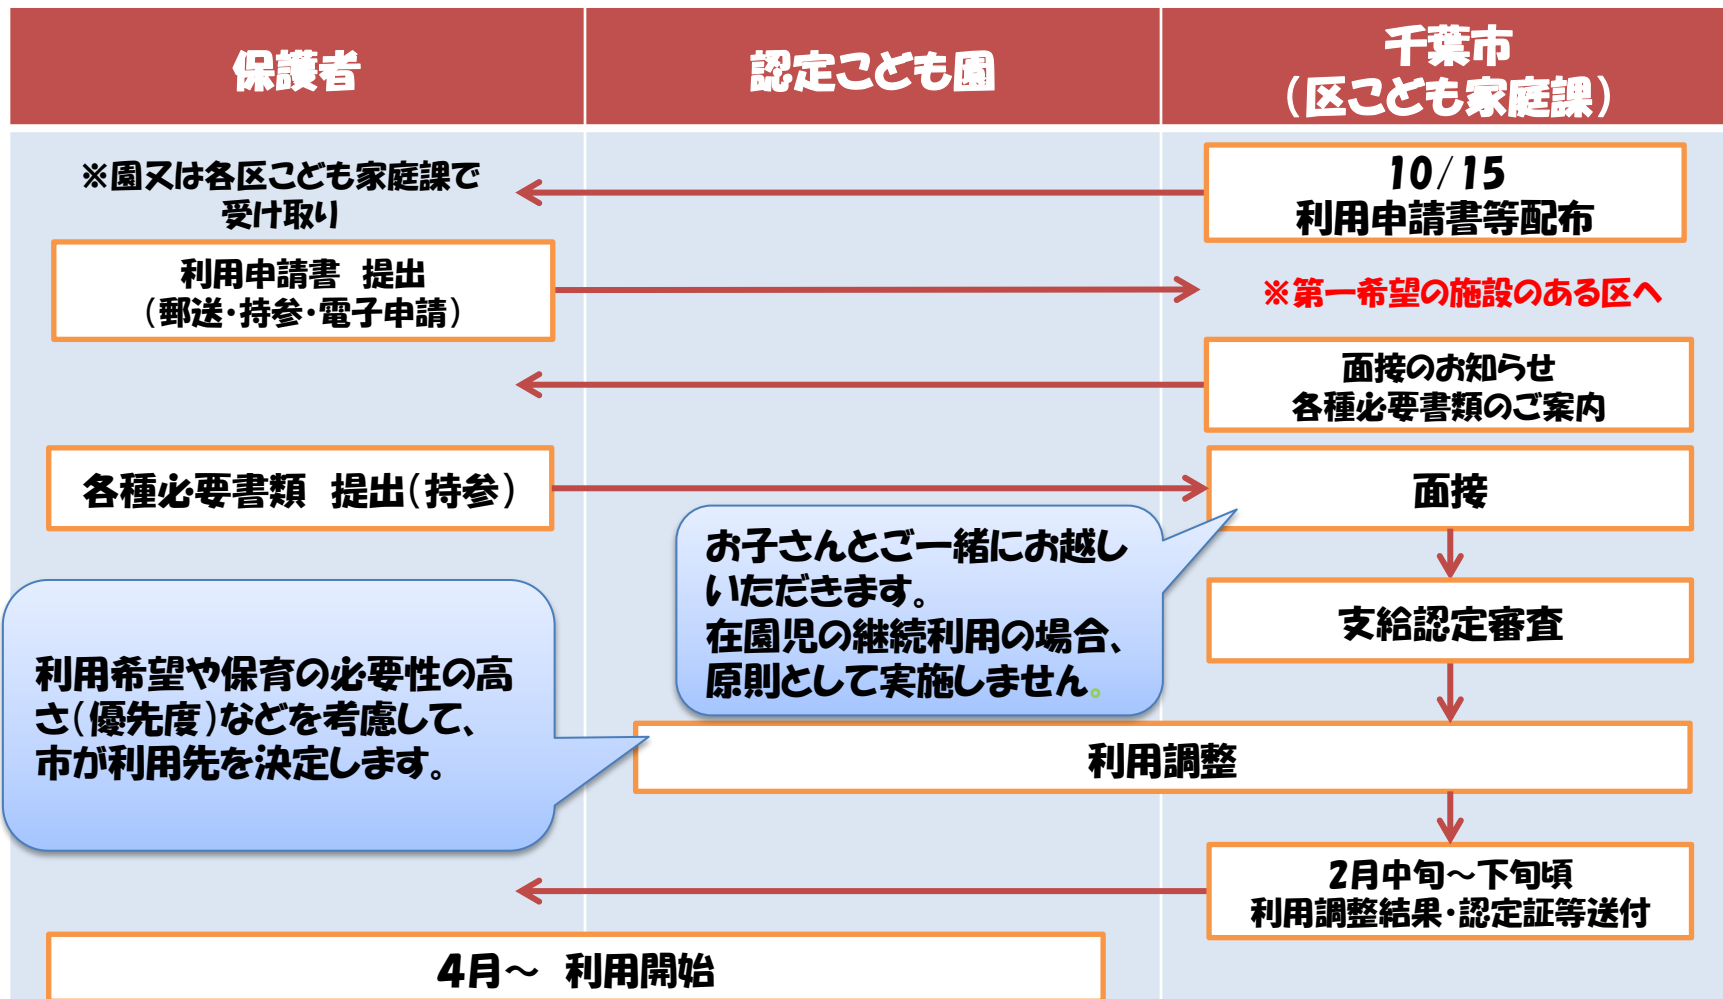 保護者
認定こども園
千葉市
(区こども家庭課)
※園又は各区こども家庭課で
受け取り
10/15
利用申請書等配布
利用申請書　提出
(郵送・持参・電子申請)
※第一希望の施設のある区へ
面接のお知らせ
各種必要書類のご案内
各種必要書類　提出(持参)
面接
お子さんとご一緒にお越し
いただきます。
在園児の継続利用の場合、
原則として実施しません。
支給認定審査
利用希望や保育の必要性の高
さ(優先度)などを考慮して、
市が利用先を決定します。
利用調整
2月中旬～下旬頃
利用調整結果・認定証等送付
4月～　利用開始